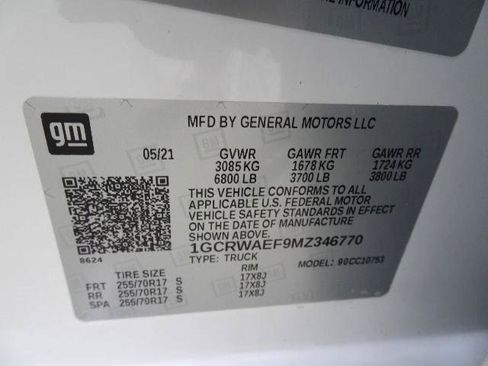 INFORMATION
gm
MFD BY GENERAL MOTORS LLC
05/21 GVWR GAWR FRT GAWR RR
3085 KG 1678 KG 1724 KG
6800 LB 3700 LB 3800 LB
THIS VEHICLE CONFORMS TO ALL
APPLICABLE U.S. FEDERAL MOTOR
VEHICLE SAFETY STANDARDS IN EFFECT
ON THE DATE OF MANUFACTURE
1GCRWAEF9MZ346770
8624
TYPE: TRUCK MODEL: 90CC10753
TIRE SIZE RIM
FRT 255/70R17 S 17X8J
RR 255/70R17 S 17X8J
SPA 255/70R17 S 17X8J